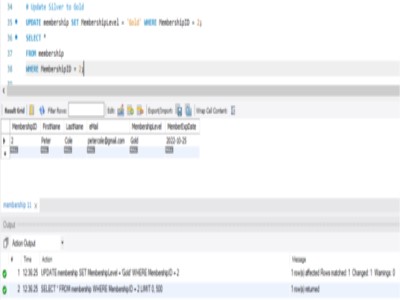 34 # Update Silver to Gold
35 UPDATE membership SET MembershipLevel = 'Gold' WHERE MembershipID = 2;
36 SELECT *
37 FROM membership
38 WHERE MembershipID = 2;
Result Grid Filter Rows: Edit: Export/Import: Wrap Cell Content:
MembershipID FirstName LastName eMail MembershipLevel MemberExpDate
2 Peter Cole petercole@gmail.com Gold 2022-10-25
NULL NULL NULL NULL NULL NULL
membership 11 x
Output
Action Output
# Time Action Message
1 12:36:25 UPDATE membership SET MembershipLevel = 'Gold' WHERE MembershipID = 2 1 row(s) affected Rows matched: 1 Changed: 1 Warnings: 0
2 12:36:25 SELECT * FROM membership WHERE MembershipID = 2 LIMIT 0, 500 1 row(s) returned